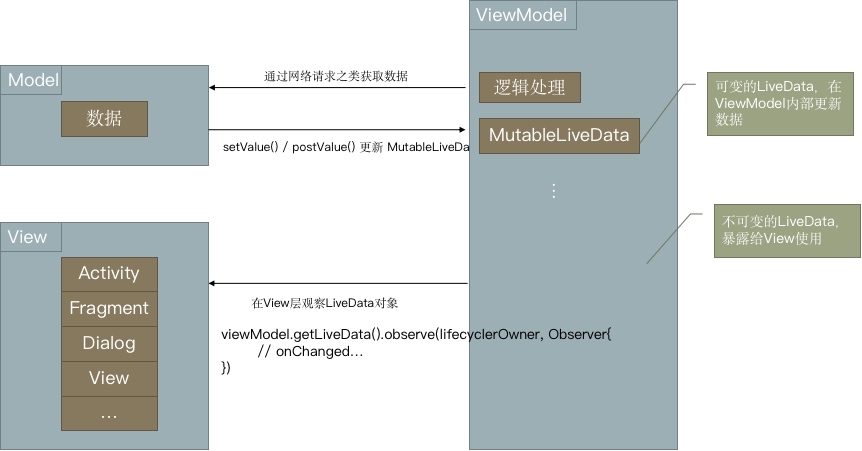 ViewModel
Model
数据
通过网络请求之类获取数据
逻辑处理
可变的LiveData，在
ViewModel内部更新
数据
setValue() / postValue() 更新 MutableLiveDa
MutableLiveData
⋮
不可变的LiveData，
暴露给View使用
View
Activity
Fragment
Dialog
View
...
在View层观察LiveData对象
viewModel.getLiveData().observe(lifecyclerOwner, Observer{
// onChanged...
})